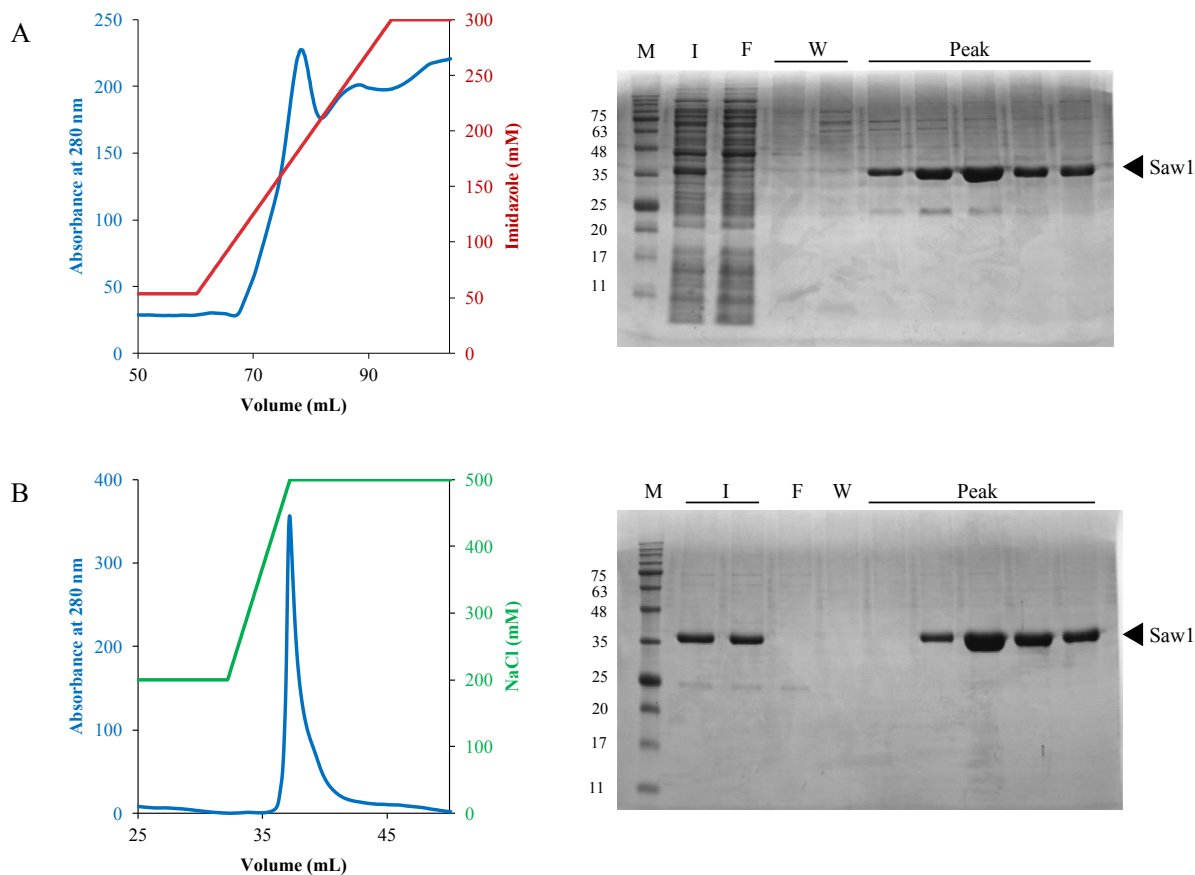 A
Absorbance at 280 nm
250
200
150
100
50
0
300
250
200
150
100
50
0
Imidazole (mM)
50 70 90
Volume (mL)
M I F W Peak
75
63
48
35
25
20
17
11
Saw1
B
Absorbance at 280 nm
400
300
200
100
0
500
400
300
200
100
0
NaCl (mM)
25 35 45
Volume (mL)
M I F W Peak
75
63
48
35
25
20
17
11
Saw1